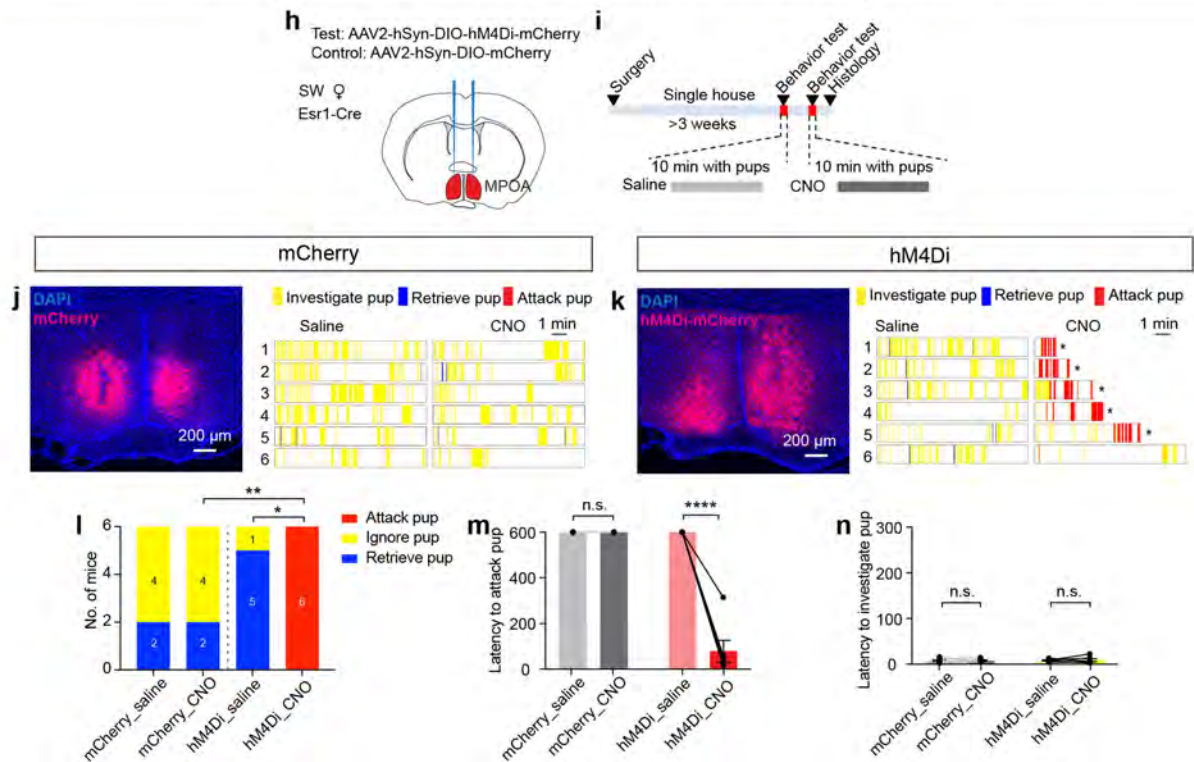 h
Test: AAV2-hSyn-DIO-hM4Di-mCherry
Control: AAV2-hSyn-DIO-mCherry
SW ♀
Esr1-Cre
MPOA
i
Surgery
Single house
>3 weeks
Behavior test
Behavior test
Histology
10 min with pups
10 min with pups
Saline
CNO
mCherry
j
DAPI
mCherry
200 µm
Investigate pup
Retrieve pup
Attack pup
Saline
CNO
1 min
1
2
3
4
5
6
hM4Di
k
DAPI
hM4Di-mCherry
200 µm
Investigate pup
Retrieve pup
Attack pup
Saline
CNO
1 min
1
*
2
*
3
*
4
*
5
*
6
l
No. of mice
6
4
2
0
**
*
4
2
4
2
1
5
6
Attack pup
Ignore pup
Retrieve pup
mCherry_saline
mCherry_CNO
hM4Di_saline
hM4Di_CNO
m
Latency to attack pup
600
400
200
0
n.s.
****
mCherry_saline
mCherry_CNO
hM4Di_saline
hM4Di_CNO
n
Latency to investigate pup
300
200
100
0
n.s.
n.s.
mCherry_saline
mCherry_CNO
hM4Di_saline
hM4Di_CNO